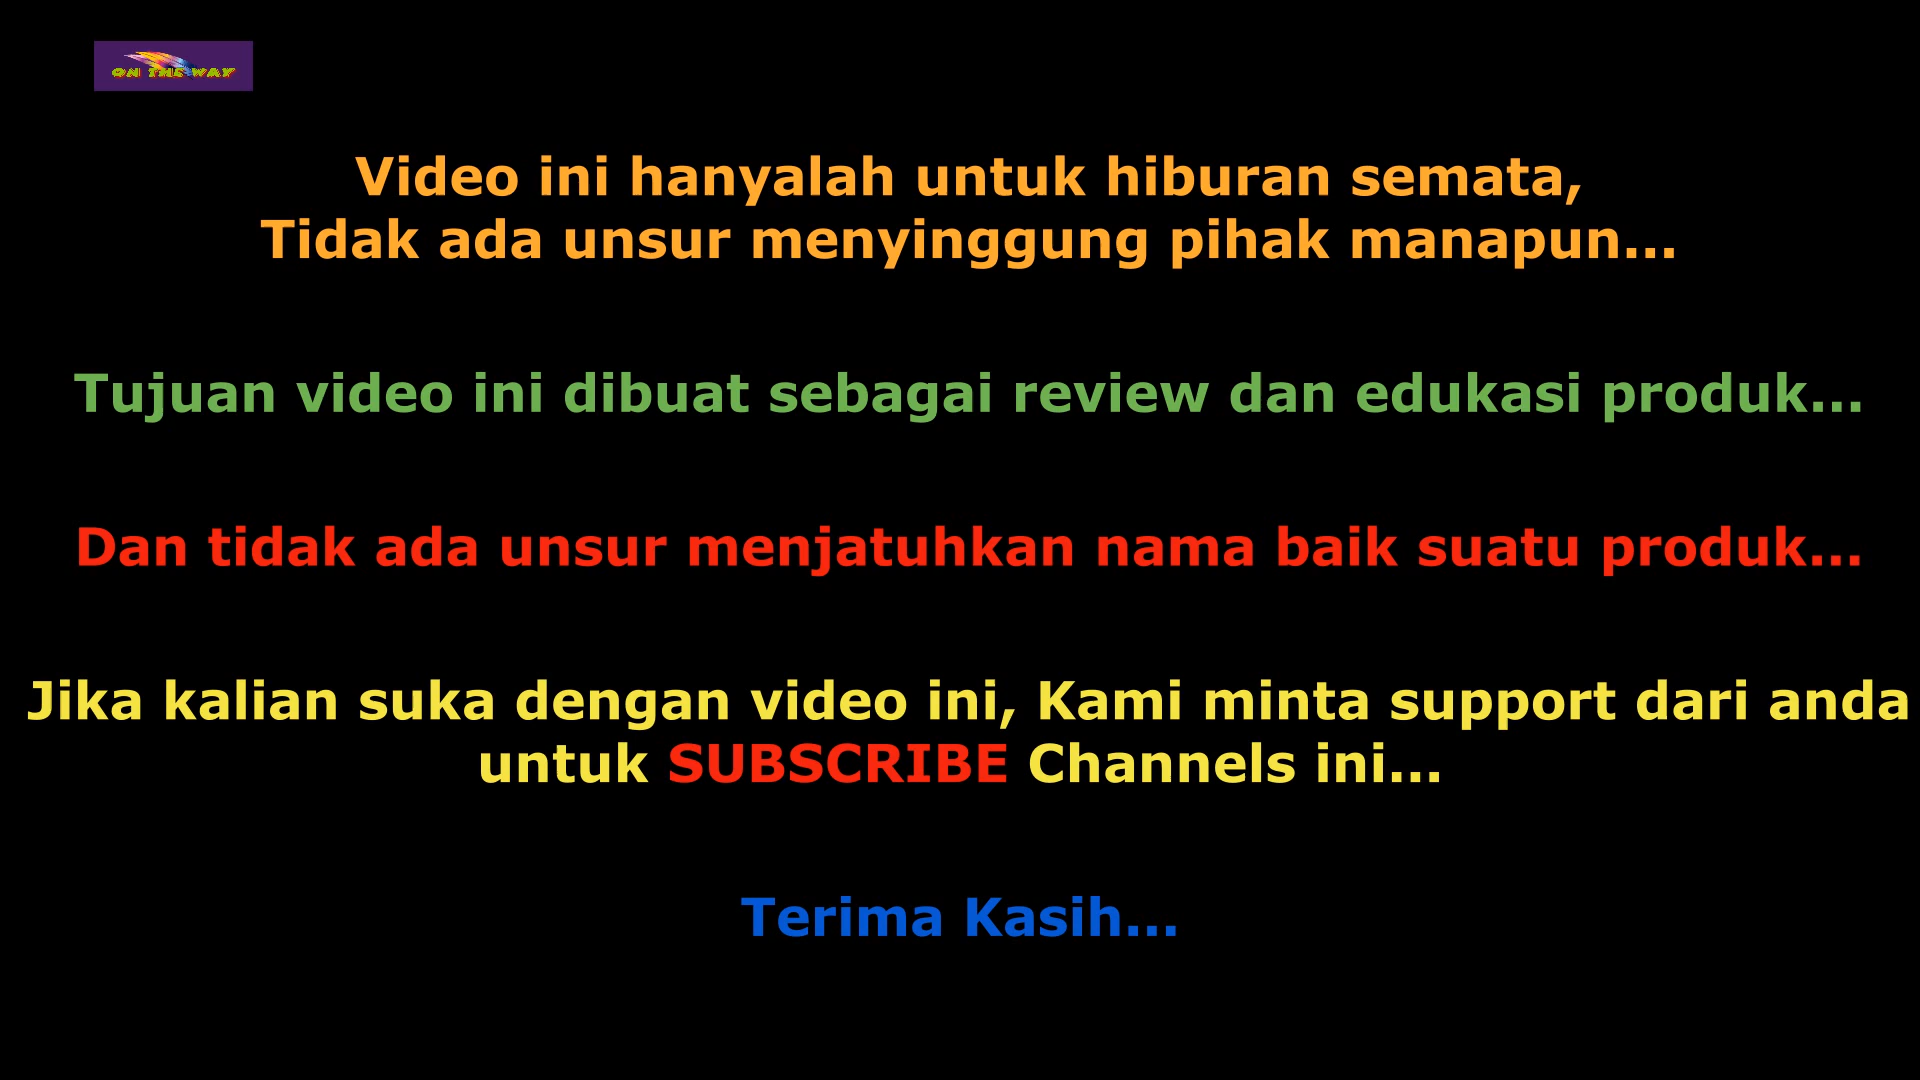 ON THE WAY
Video ini hanyalah untuk hiburan semata,
Tidak ada unsur menyinggung pihak manapun...
Tujuan video ini dibuat sebagai review dan edukasi produk...
Dan tidak ada unsur menjatuhkan nama baik suatu produk...
Jika kalian suka dengan video ini, Kami minta support dari anda
untuk SUBSCRIBE Channels ini...
Terima Kasih...